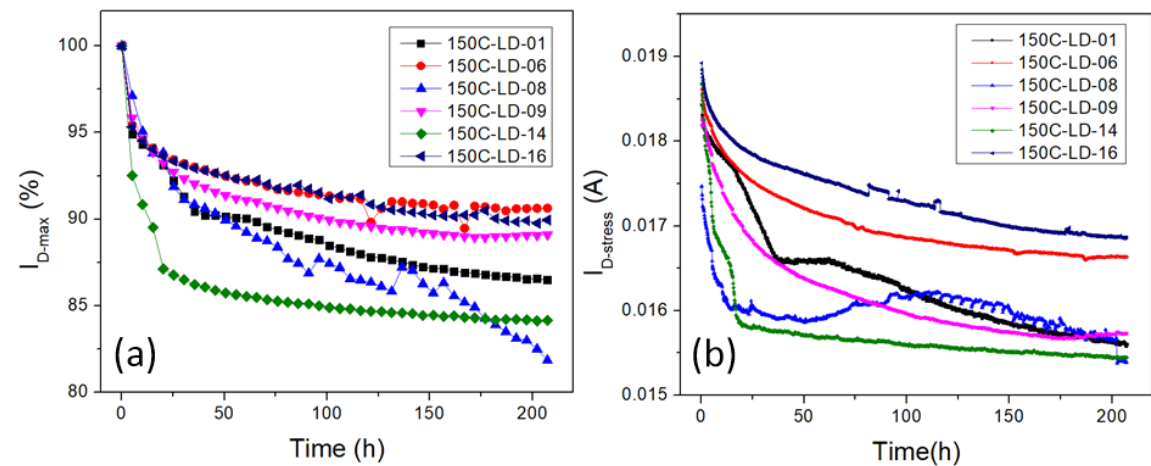 100
95
90
85
80
I_D-max (%)
0
50
100
150
200
Time (h)
150C-LD-01
150C-LD-06
150C-LD-08
150C-LD-09
150C-LD-14
150C-LD-16
(a)
0.019
0.018
0.017
0.016
0.015
I_D-stress (A)
0
50
100
150
200
Time(h)
150C-LD-01
150C-LD-06
150C-LD-08
150C-LD-09
150C-LD-14
150C-LD-16
(b)